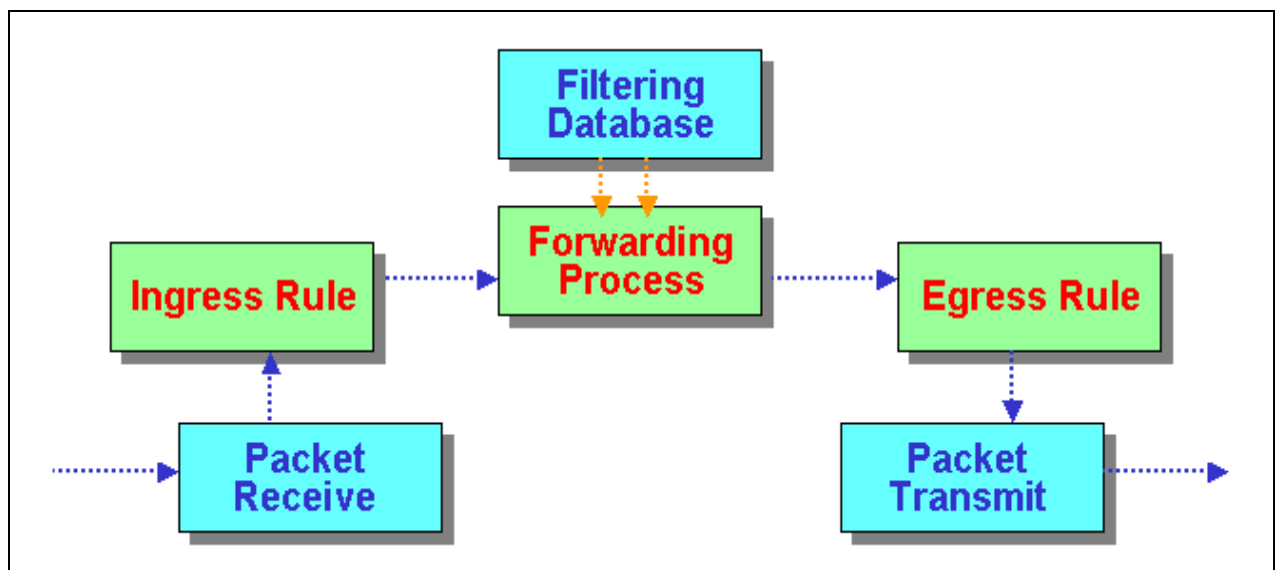 Filtering
Database
Forwarding
Process
Ingress Rule
Egress Rule
Packet
Receive
Packet
Transmit